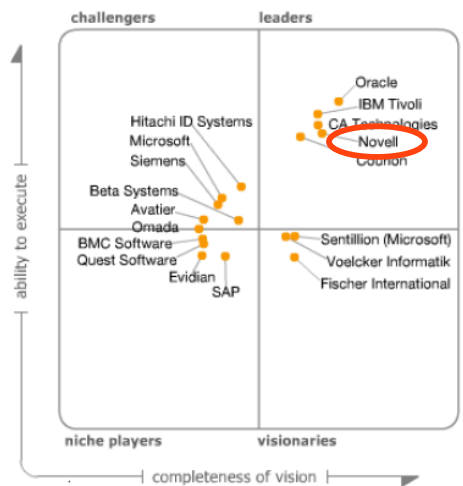 challengers
leaders
Oracle
IBM Tivoli
CA Technologies
Novell
Courion
Hitachi ID Systems
Microsoft
Siemens
Beta Systems
Avatier
Omada
BMC Software
Quest Software
Evidian
SAP
Sentillion (Microsoft)
Voelcker Informatik
Fischer International
ability to execute
niche players
visionaries
completeness of vision